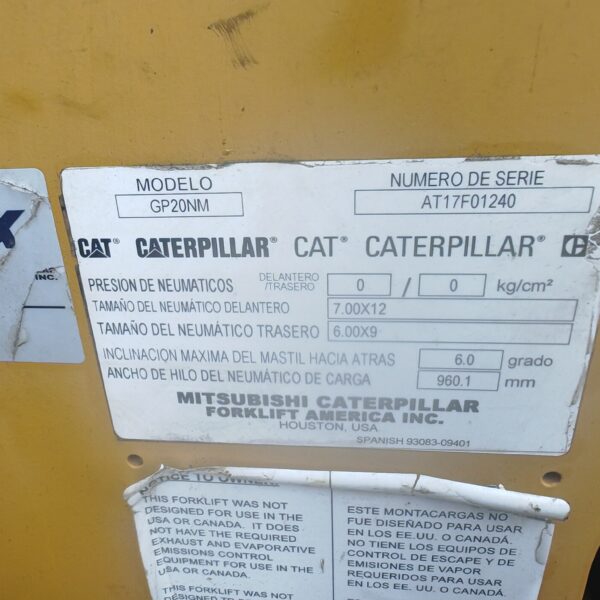 MODELO
GP20NM
NUMERO DE SERIE
AT17F01240
CAT® CATERPILLAR® CAT® CATERPILLAR®
PRESION DE NEUMATICOS DELANTERO /TRASERO 0 / 0 kg/cm²
TAMAÑO DEL NEUMÁTICO DELANTERO 7.00X12
TAMAÑO DEL NEUMÁTICO TRASERO 6.00X9
INCLINACION MAXIMA DEL MASTIL HACIA ATRAS 6.0 grado
ANCHO DE HILO DEL NEUMÁTICO DE CARGA 960.1 mm
MITSUBISHI CATERPILLAR
FORKLIFT AMERICA INC.
HOUSTON, USA
SPANISH 93083-09401
X
INC.
NOTICE TO OWNER:
THIS FORKLIFT WAS NOT
DESIGNED FOR USE IN THE
USA OR CANADA. IT DOES
NOT HAVE THE REQUIRED
EXHAUST AND EVAPORATIVE
EMISSIONS CONTROL
EQUIPMENT FOR USE IN THE
USA OR CANADA.
THIS FORKLIFT WAS NOT
ESTE MONTACARGAS NO
FUE DISEÑADO PARA USAR
EN LOS EE.UU. O CANADÁ.
NO TIENE LOS EQUIPOS DE
CONTROL DE ESCAPE Y DE
EMISIONES DE VAPOR
REQUERIDOS PARA USAR
EN LOS EE. UU. O CANADÁ.